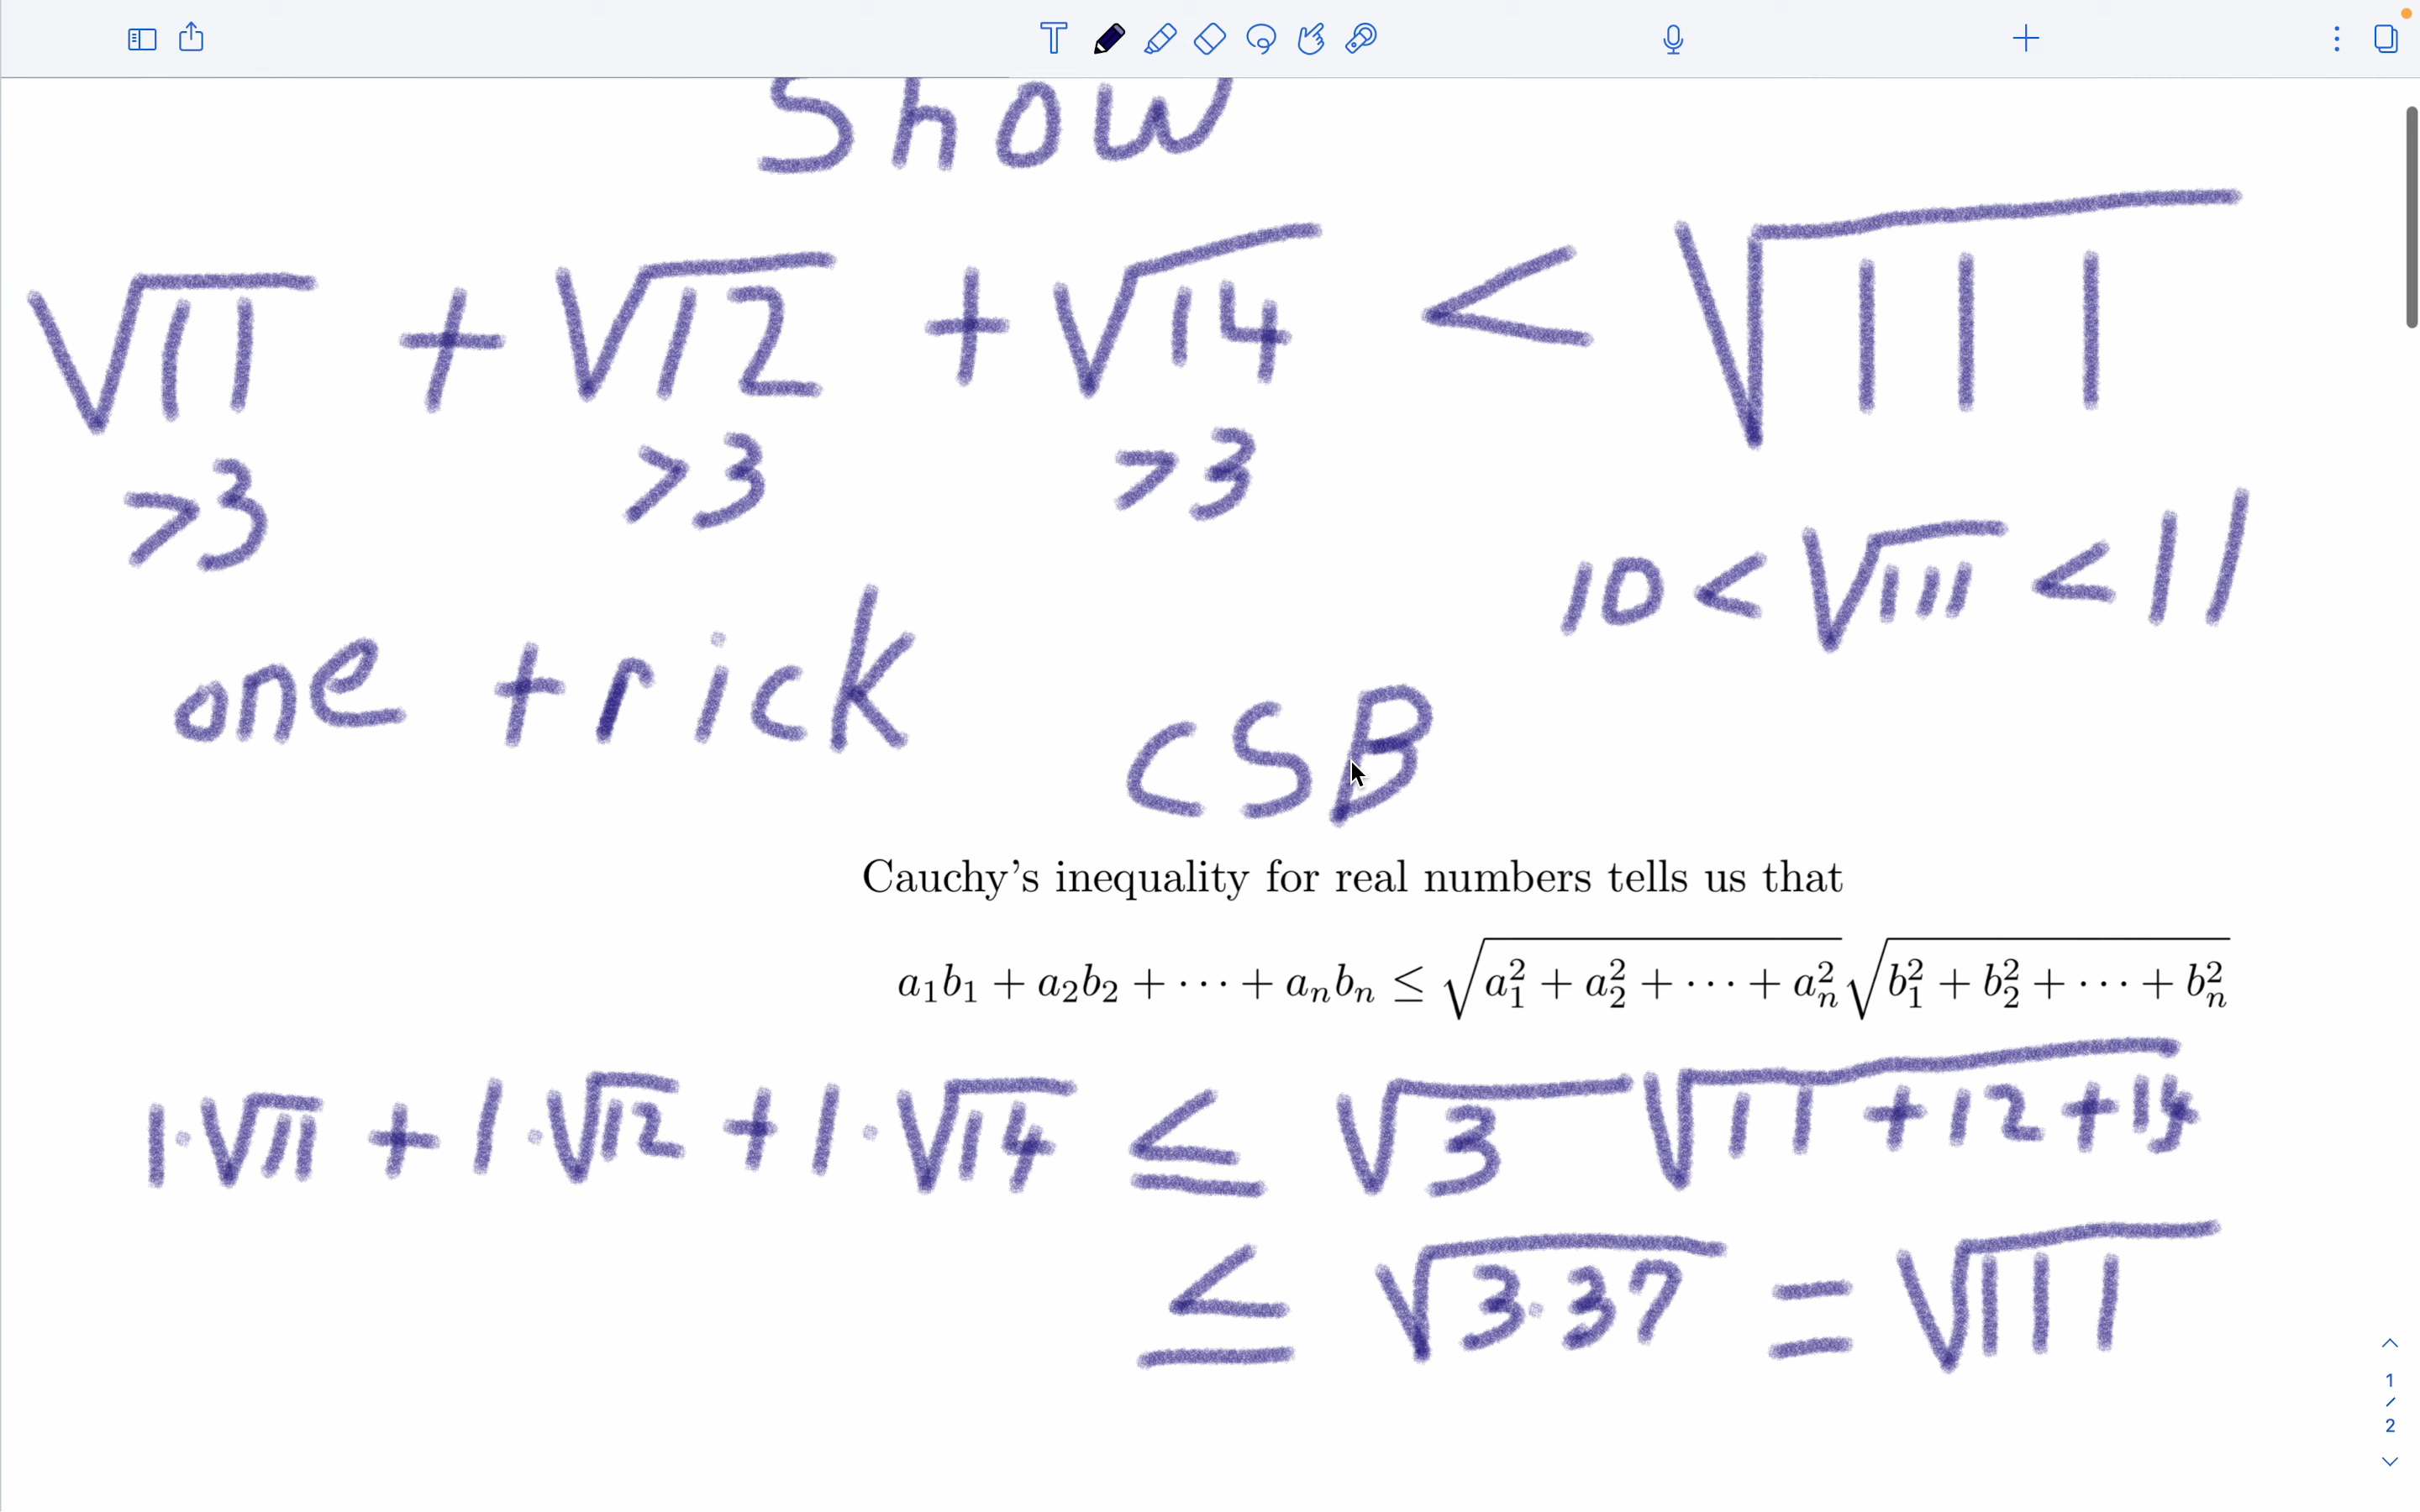 Show
√11 + √12 + √14 < √111
>3 >3 >3
10 < √111 < 11
one trick
CSB
Cauchy's inequality for real numbers tells us that
a₁b₁ + a₂b₂ + ⋯ + aₙbₙ ≤ √(a₁² + a₂² + ⋯ + aₙ²) √(b₁² + b₂² + ⋯ + bₙ²)
1·√11 + 1·√12 + 1·√14 ≤ √3 √(11 + 12 + 14)
≤ √(3·37) = √111
1
/
2